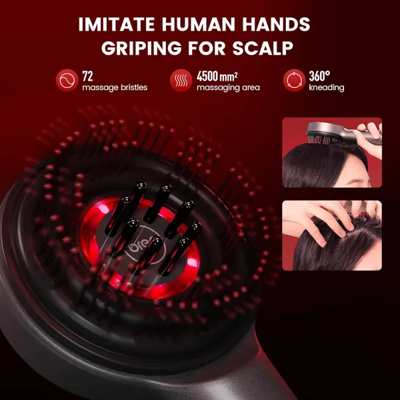 IMITATE HUMAN HANDS
GRIPING FOR SCALP
72
massage bristles
4500 mm²
massaging area
360°
kneading